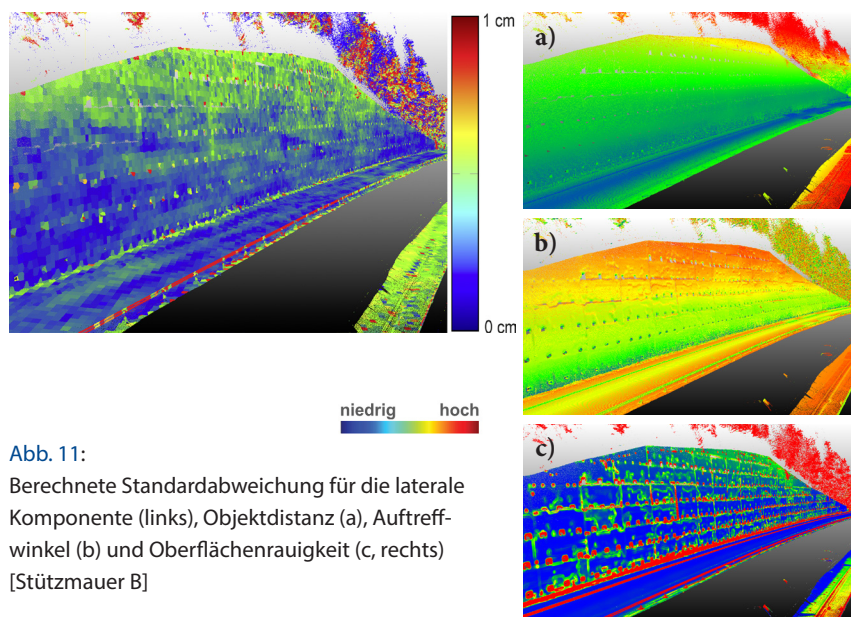 1 cm
0 cm
a)
b)
c)
niedrig hoch
Abb. 11:
Berechnete Standardabweichung für die laterale
Komponente (links), Objektdistanz (a), Auftreff-
winkel (b) und Oberflächenrauigkeit (c, rechts)
[Stützmauer B]